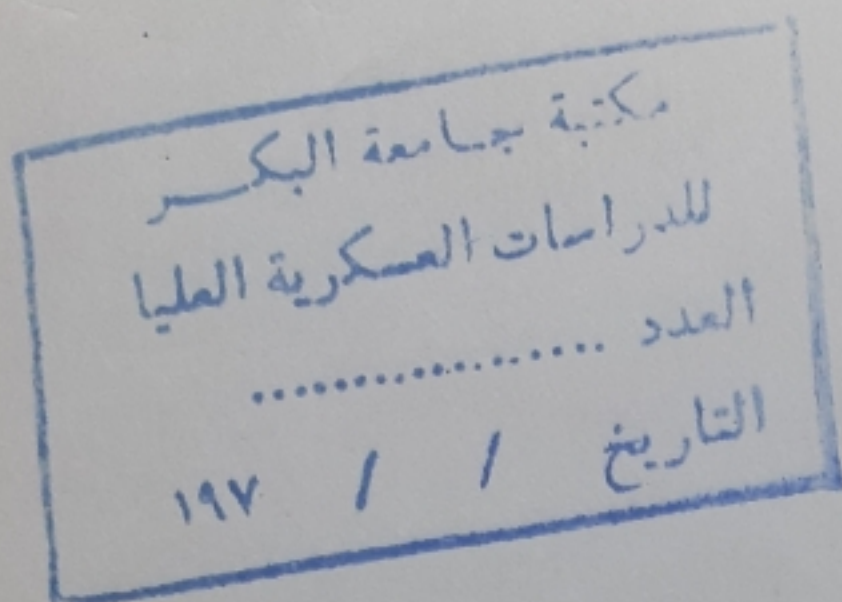 مكتبة جامعة البكر
للدراسات العسكرية العليا
العدد ..................
التاريخ / / ١٩٧